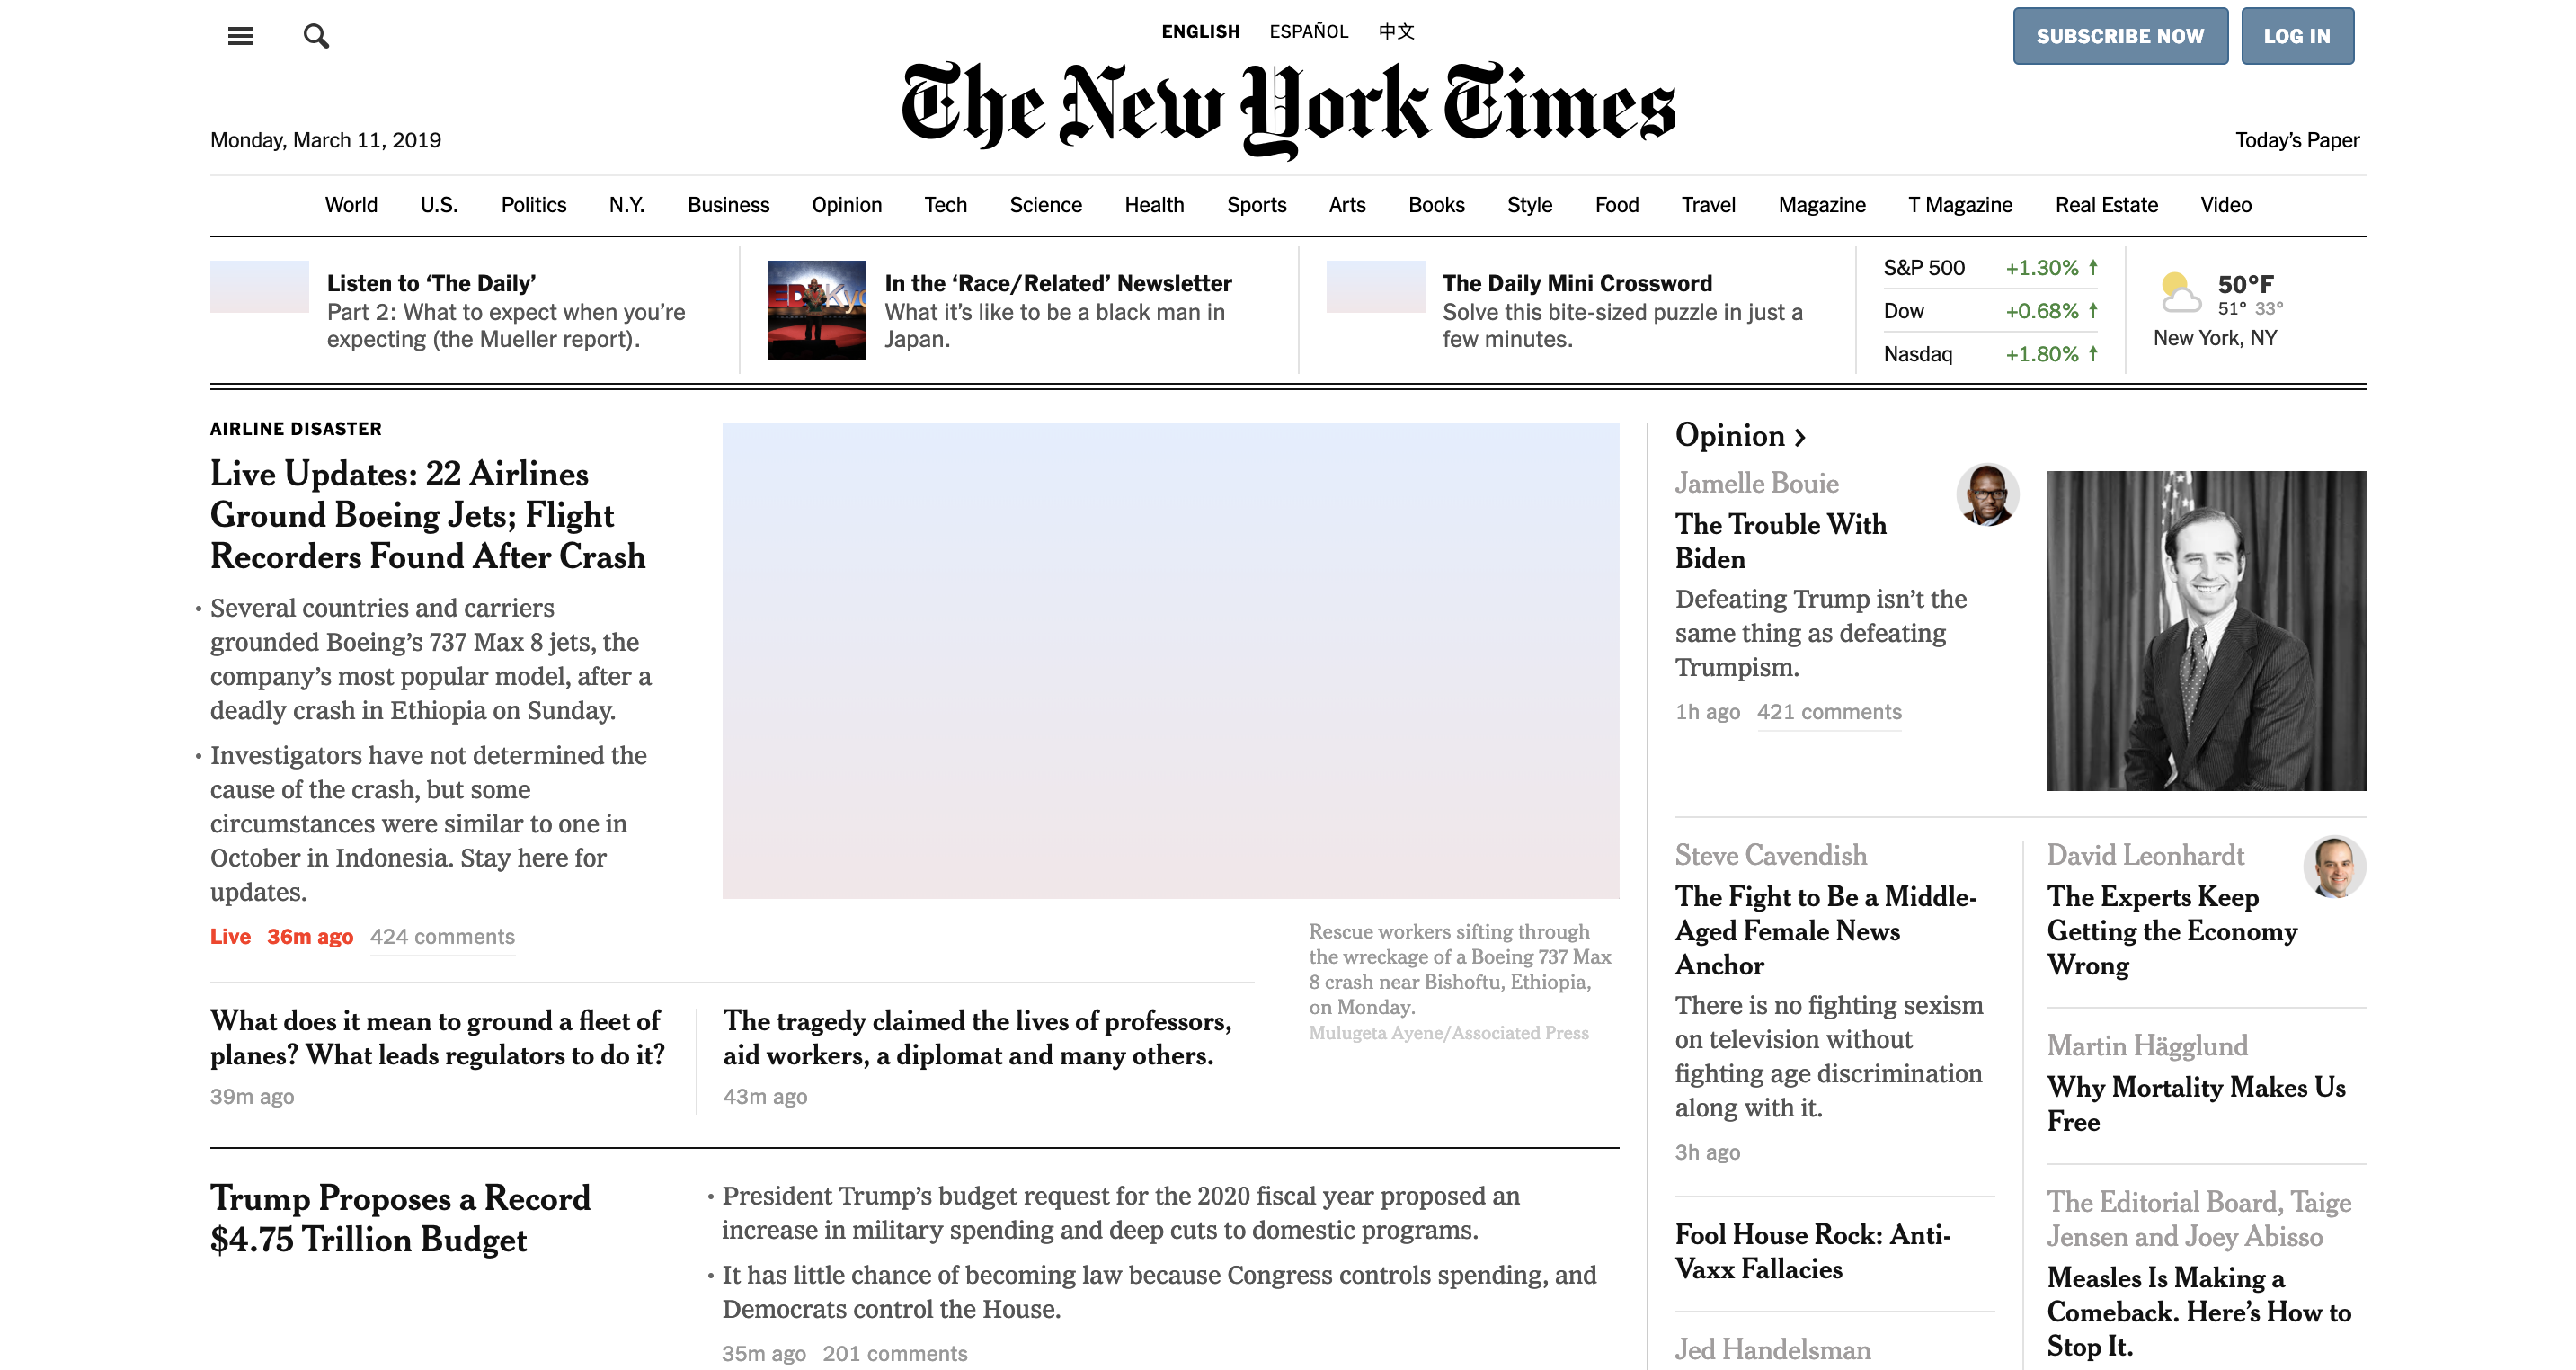 ENGLISH ESPAÑOL 中文
SUBSCRIBE NOW
LOG IN
The New York Times
Monday, March 11, 2019
Today’s Paper
World U.S. Politics N.Y. Business Opinion Tech Science Health Sports Arts Books Style Food Travel Magazine T Magazine Real Estate Video
Listen to ‘The Daily’
Part 2: What to expect when you’re
expecting (the Mueller report).
In the ‘Race/Related’ Newsletter
What it’s like to be a black man in
Japan.
The Daily Mini Crossword
Solve this bite-sized puzzle in just a
few minutes.
S&P 500 +1.30% ↑
Dow +0.68% ↑
Nasdaq +1.80% ↑
50°F
51° 33°
New York, NY
AIRLINE DISASTER
Live Updates: 22 Airlines
Ground Boeing Jets; Flight
Recorders Found After Crash
• Several countries and carriers
grounded Boeing’s 737 Max 8 jets, the
company’s most popular model, after a
deadly crash in Ethiopia on Sunday.
• Investigators have not determined the
cause of the crash, but some
circumstances were similar to one in
October in Indonesia. Stay here for
updates.
Live 36m ago 424 comments
Rescue workers sifting through
the wreckage of a Boeing 737 Max
8 crash near Bishoftu, Ethiopia,
on Monday.
Mulugeta Ayene/Associated Press
What does it mean to ground a fleet of
planes? What leads regulators to do it?
39m ago
The tragedy claimed the lives of professors,
aid workers, a diplomat and many others.
43m ago
Trump Proposes a Record
$4.75 Trillion Budget
• President Trump’s budget request for the 2020 fiscal year proposed an
increase in military spending and deep cuts to domestic programs.
• It has little chance of becoming law because Congress controls spending, and
Democrats control the House.
35m ago 201 comments
Opinion ›
Jamelle Bouie
The Trouble With
Biden
Defeating Trump isn’t the
same thing as defeating
Trumpism.
1h ago 421 comments
Steve Cavendish
The Fight to Be a Middle-
Aged Female News
Anchor
There is no fighting sexism
on television without
fighting age discrimination
along with it.
3h ago
Fool House Rock: Anti-
Vaxx Fallacies
Jed Handelsman
David Leonhardt
The Experts Keep
Getting the Economy
Wrong
Martin Hägglund
Why Mortality Makes Us
Free
The Editorial Board, Taige
Jensen and Joey Abisso
Measles Is Making a
Comeback. Here’s How to
Stop It.